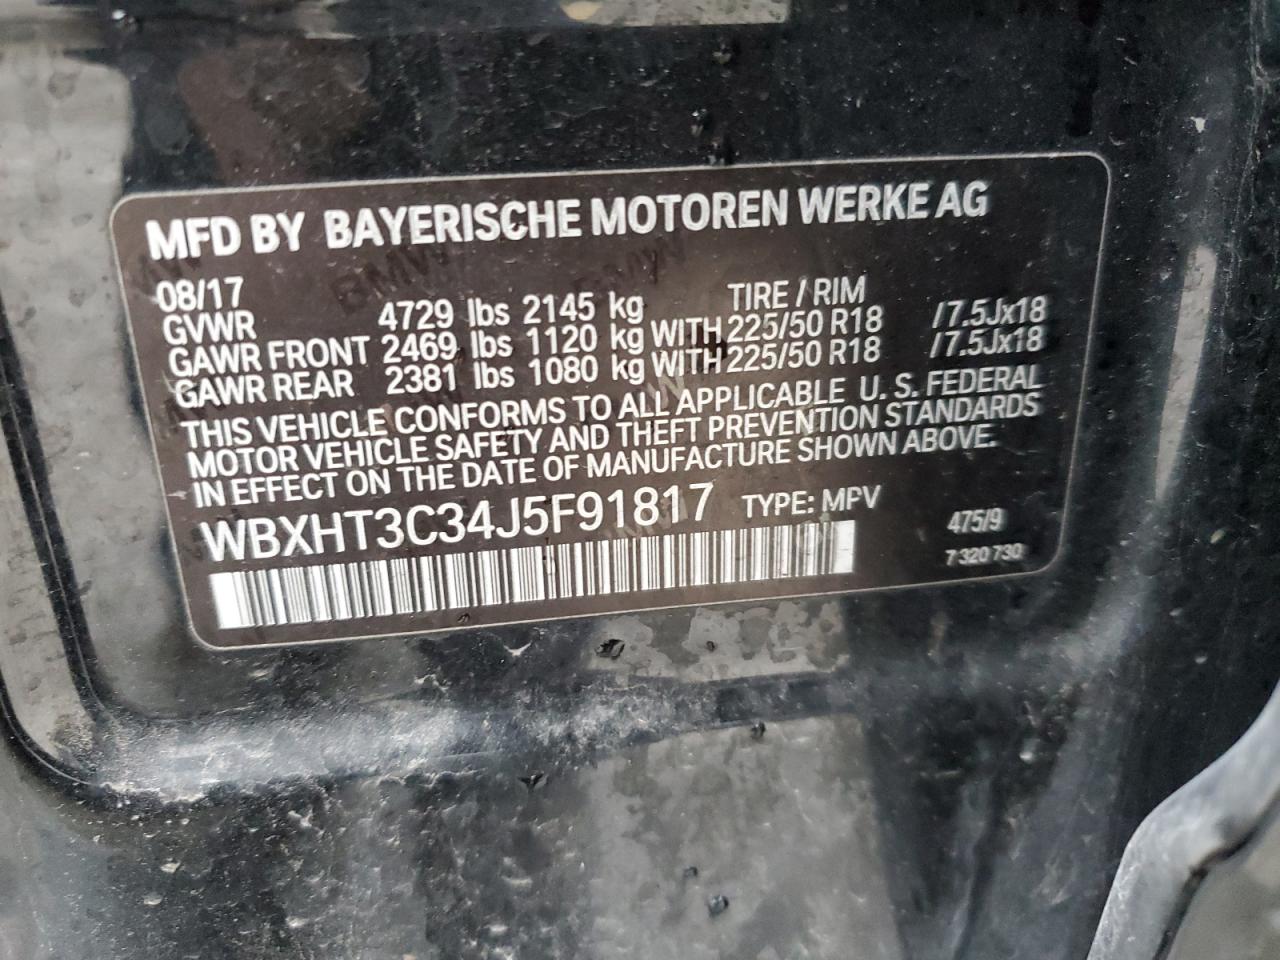 MFD BY BAYERISCHE MOTOREN WERKE AG
08/17 TIRE / RIM
GVWR 4729 lbs 2145 kg
GAWR FRONT 2469 lbs 1120 kg WITH 225/50 R18 /7.5Jx18
GAWR REAR 2381 lbs 1080 kg WITH 225/50 R18 /7.5Jx18
THIS VEHICLE CONFORMS TO ALL APPLICABLE U. S. FEDERAL
MOTOR VEHICLE SAFETY AND THEFT PREVENTION STANDARDS
IN EFFECT ON THE DATE OF MANUFACTURE SHOWN ABOVE.
WBXHT3C34J5F91817 TYPE: MPV
475/9
7 320 730